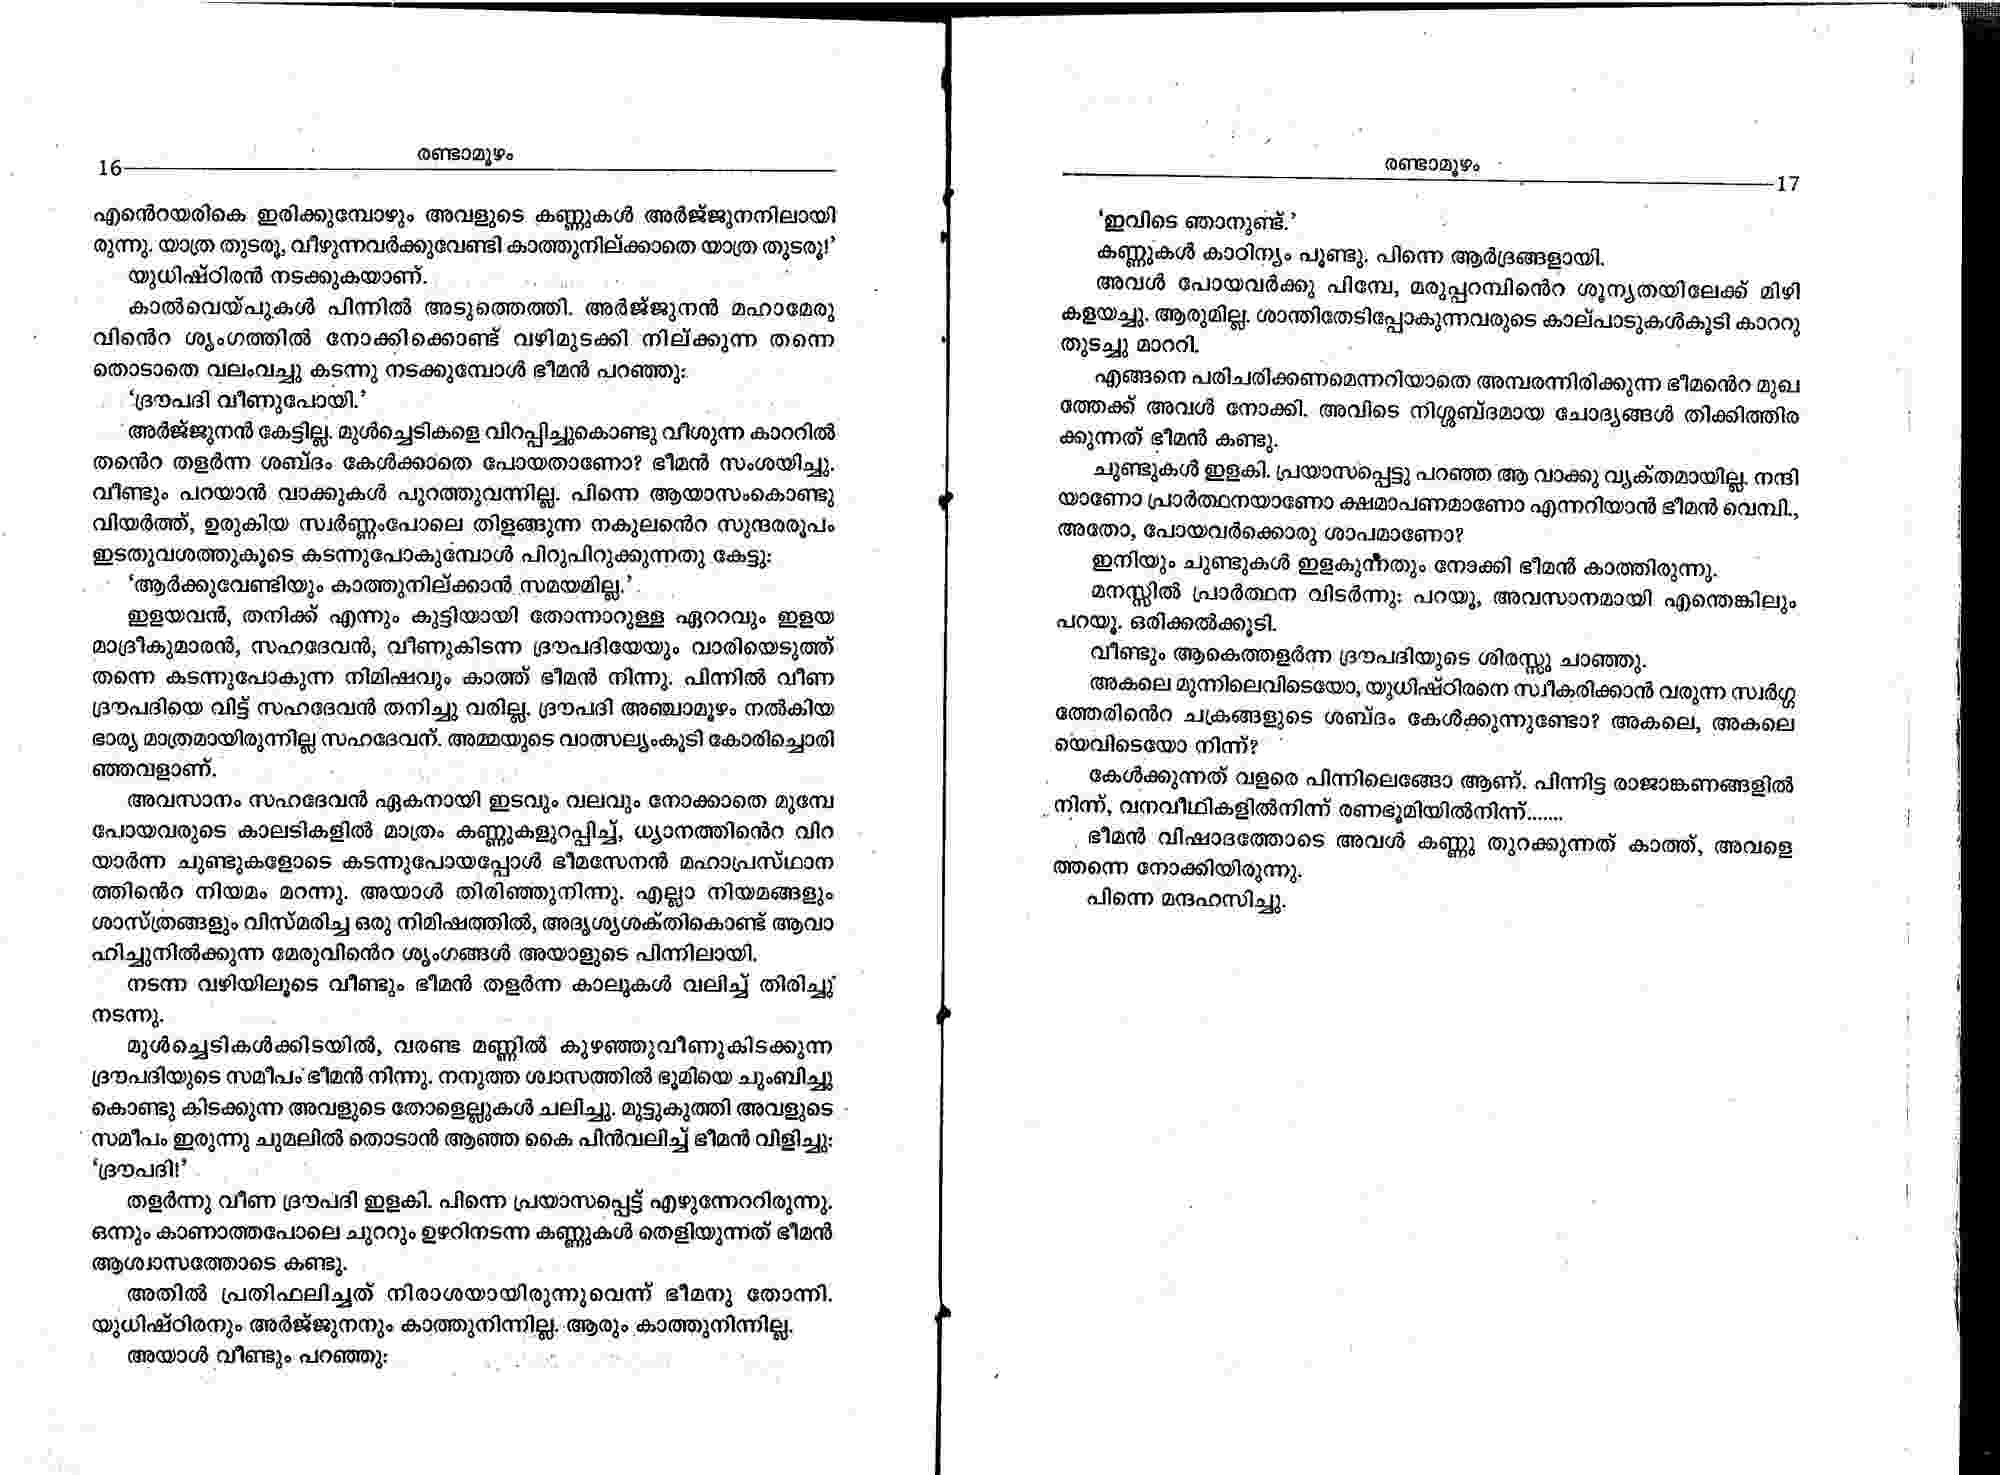 രണ്ടാമൂഴം
16
എൻെറയരികെ ഇരിക്കുമ്പോഴും അവളുടെ കണ്ണുകൾ അർജ്ജുനനിലായി
രുന്നു. യാത്ര തുടരൂ, വീഴുന്നവർക്കുവേണ്ടി കാത്തുനില്ക്കാതെ യാത്ര തുടരൂ!’
യുധിഷ്ഠിരൻ നടക്കുകയാണ്.
കാൽവെയ്പുകൾ പിന്നിൽ അടുത്തെത്തി. അർജ്ജുനൻ മഹാമേരു
വിൻെറ ശൃംഗത്തിൽ നോക്കിക്കൊണ്ട് വഴിമുടക്കി നില്ക്കുന്ന തന്നെ
തൊടാതെ വലംവച്ചു കടന്നു നടക്കുമ്പോൾ ഭീമൻ പറഞ്ഞു:
‘ദ്രൗപദി വീണുപോയി.’
അർജ്ജുനൻ കേട്ടില്ല. മുൾച്ചെടികളെ വിറപ്പിച്ചുകൊണ്ടു വീശുന്ന കാററിൽ
തൻെറ തളർന്ന ശബ്ദം കേൾക്കാതെ പോയതാണോ? ഭീമൻ സംശയിച്ചു.
വീണ്ടും പറയാൻ വാക്കുകൾ പുറത്തുവന്നില്ല. പിന്നെ ആയാസംകൊണ്ടു
വിയർത്ത്, ഉരുകിയ സ്വർണ്ണംപോലെ തിളങ്ങുന്ന നകുലൻെറ സുന്ദരരൂപം
ഇടതുവശത്തുകൂടെ കടന്നുപോകുമ്പോൾ പിറുപിറുക്കുന്നതു കേട്ടു:
‘ആർക്കുവേണ്ടിയും കാത്തുനില്ക്കാൻ സമയമില്ല.’
ഇളയവൻ, തനിക്ക് എന്നും കുട്ടിയായി തോന്നാറുള്ള ഏററവും ഇളയ
മാദ്രീകുമാരൻ, സഹദേവൻ, വീണുകിടന്ന ദ്രൗപദിയേയും വാരിയെടുത്ത്
തന്നെ കടന്നുപോകുന്ന നിമിഷവും കാത്ത് ഭീമൻ നിന്നു. പിന്നിൽ വീണ
ദ്രൗപദിയെ വിട്ട് സഹദേവൻ തനിച്ചു വരില്ല. ദ്രൗപദി അഞ്ചാമൂഴം നൽകിയ
ഭാര്യ മാത്രമായിരുന്നില്ല സഹദേവന്. അമ്മയുടെ വാത്സല്യംകൂടി കോരിച്ചൊരി
ഞ്ഞവളാണ്.
അവസാനം സഹദേവൻ ഏകനായി ഇടവും വലവും നോക്കാതെ മുമ്പേ
പോയവരുടെ കാലടികളിൽ മാത്രം കണ്ണുകളുറപ്പിച്ച്, ധ്യാനത്തിൻെറ വിറ
യാർന്ന ചുണ്ടുകളോടെ കടന്നുപോയപ്പോൾ ഭീമസേനൻ മഹാപ്രസ്ഥാന
ത്തിൻെറ നിയമം മറന്നു. അയാൾ തിരിഞ്ഞുനിന്നു. എല്ലാ നിയമങ്ങളും
ശാസ്ത്രങ്ങളും വിസ്മരിച്ച ഒരു നിമിഷത്തിൽ, അദൃശ്യശക്തികൊണ്ട് ആവാ
ഹിച്ചുനിൽക്കുന്ന മേരുവിൻെറ ശൃംഗങ്ങൾ അയാളുടെ പിന്നിലായി.
നടന്ന വഴിയിലൂടെ വീണ്ടും ഭീമൻ തളർന്ന കാലുകൾ വലിച്ച് തിരിച്ചു
നടന്നു.
മുൾച്ചെടികൾക്കിടയിൽ, വരണ്ട മണ്ണിൽ കുഴഞ്ഞുവീണുകിടക്കുന്ന
ദ്രൗപദിയുടെ സമീപം ഭീമൻ നിന്നു. നനുത്ത ശ്വാസത്തിൽ ഭൂമിയെ ചുംബിച്ചു
കൊണ്ടു കിടക്കുന്ന അവളുടെ തോളെല്ലുകൾ ചലിച്ചു. മുട്ടുകുത്തി അവളുടെ
സമീപം ഇരുന്നു ചുമലിൽ തൊടാൻ ആഞ്ഞ കൈ പിൻവലിച്ച് ഭീമൻ വിളിച്ചു:
‘ദ്രൗപദി!’
തളർന്നു വീണ ദ്രൗപദി ഇളകി. പിന്നെ പ്രയാസപ്പെട്ട് എഴുന്നേററിരുന്നു.
ഒന്നും കാണാത്തപോലെ ചുററും ഉഴറിനടന്ന കണ്ണുകൾ തെളിയുന്നത് ഭീമൻ
ആശ്വാസത്തോടെ കണ്ടു.
അതിൽ പ്രതിഫലിച്ചത് നിരാശയായിരുന്നുവെന്ന് ഭീമനു തോന്നി.
യുധിഷ്ഠിരനും അർജ്ജുനനും കാത്തുനിന്നില്ല. ആരും കാത്തുനിന്നില്ല.
അയാൾ വീണ്ടും പറഞ്ഞു:
രണ്ടാമൂഴം
17
‘ഇവിടെ ഞാനുണ്ട്.’
കണ്ണുകൾ കാഠിന്യം പൂണ്ടു. പിന്നെ ആർദ്രങ്ങളായി.
അവൾ പോയവർക്കു പിമ്പേ, മരുപ്പറമ്പിൻെറ ശൂന്യതയിലേക്ക് മിഴി
കളയച്ചു. ആരുമില്ല. ശാന്തിതേടിപ്പോകുന്നവരുടെ കാല്പാടുകൾകൂടി കാററു
തുടച്ചു മാററി.
എങ്ങനെ പരിചരിക്കണമെന്നറിയാതെ അമ്പരന്നിരിക്കുന്ന ഭീമൻെറ മുഖ
ത്തേക്ക് അവൾ നോക്കി. അവിടെ നിശ്ശബ്ദമായ ചോദ്യങ്ങൾ തിക്കിത്തിര
ക്കുന്നത് ഭീമൻ കണ്ടു.
ചുണ്ടുകൾ ഇളകി. പ്രയാസപ്പെട്ടു പറഞ്ഞ ആ വാക്കു വ്യക്തമായില്ല. നന്ദി
യാണോ പ്രാർത്ഥനയാണോ ക്ഷമാപണമാണോ എന്നറിയാൻ ഭീമൻ വെമ്പി.,
അതോ, പോയവർക്കൊരു ശാപമാണോ?
ഇനിയും ചുണ്ടുകൾ ഇളകുന്നതും നോക്കി ഭീമൻ കാത്തിരുന്നു.
മനസ്സിൽ പ്രാർത്ഥന വിടർന്നു: പറയൂ, അവസാനമായി എന്തെങ്കിലും
പറയൂ. ഒരിക്കൽക്കൂടി.
വീണ്ടും ആകെത്തളർന്ന ദ്രൗപദിയുടെ ശിരസ്സു ചാഞ്ഞു.
അകലെ മുന്നിലെവിടെയോ, യുധിഷ്ഠിരനെ സ്വീകരിക്കാൻ വരുന്ന സ്വർഗ്ഗ
ത്തേരിൻെറ ചക്രങ്ങളുടെ ശബ്ദം കേൾക്കുന്നുണ്ടോ? അകലെ, അകലെ
യെവിടെയോ നിന്ന്?
കേൾക്കുന്നത് വളരെ പിന്നിലെങ്ങോ ആണ്. പിന്നിട്ട രാജാങ്കണങ്ങളിൽ
നിന്ന്, വനവീഥികളിൽനിന്ന് രണഭൂമിയിൽനിന്ന്.......
ഭീമൻ വിഷാദത്തോടെ അവൾ കണ്ണു തുറക്കുന്നത് കാത്ത്, അവളെ
ത്തന്നെ നോക്കിയിരുന്നു.
പിന്നെ മന്ദഹസിച്ചു.